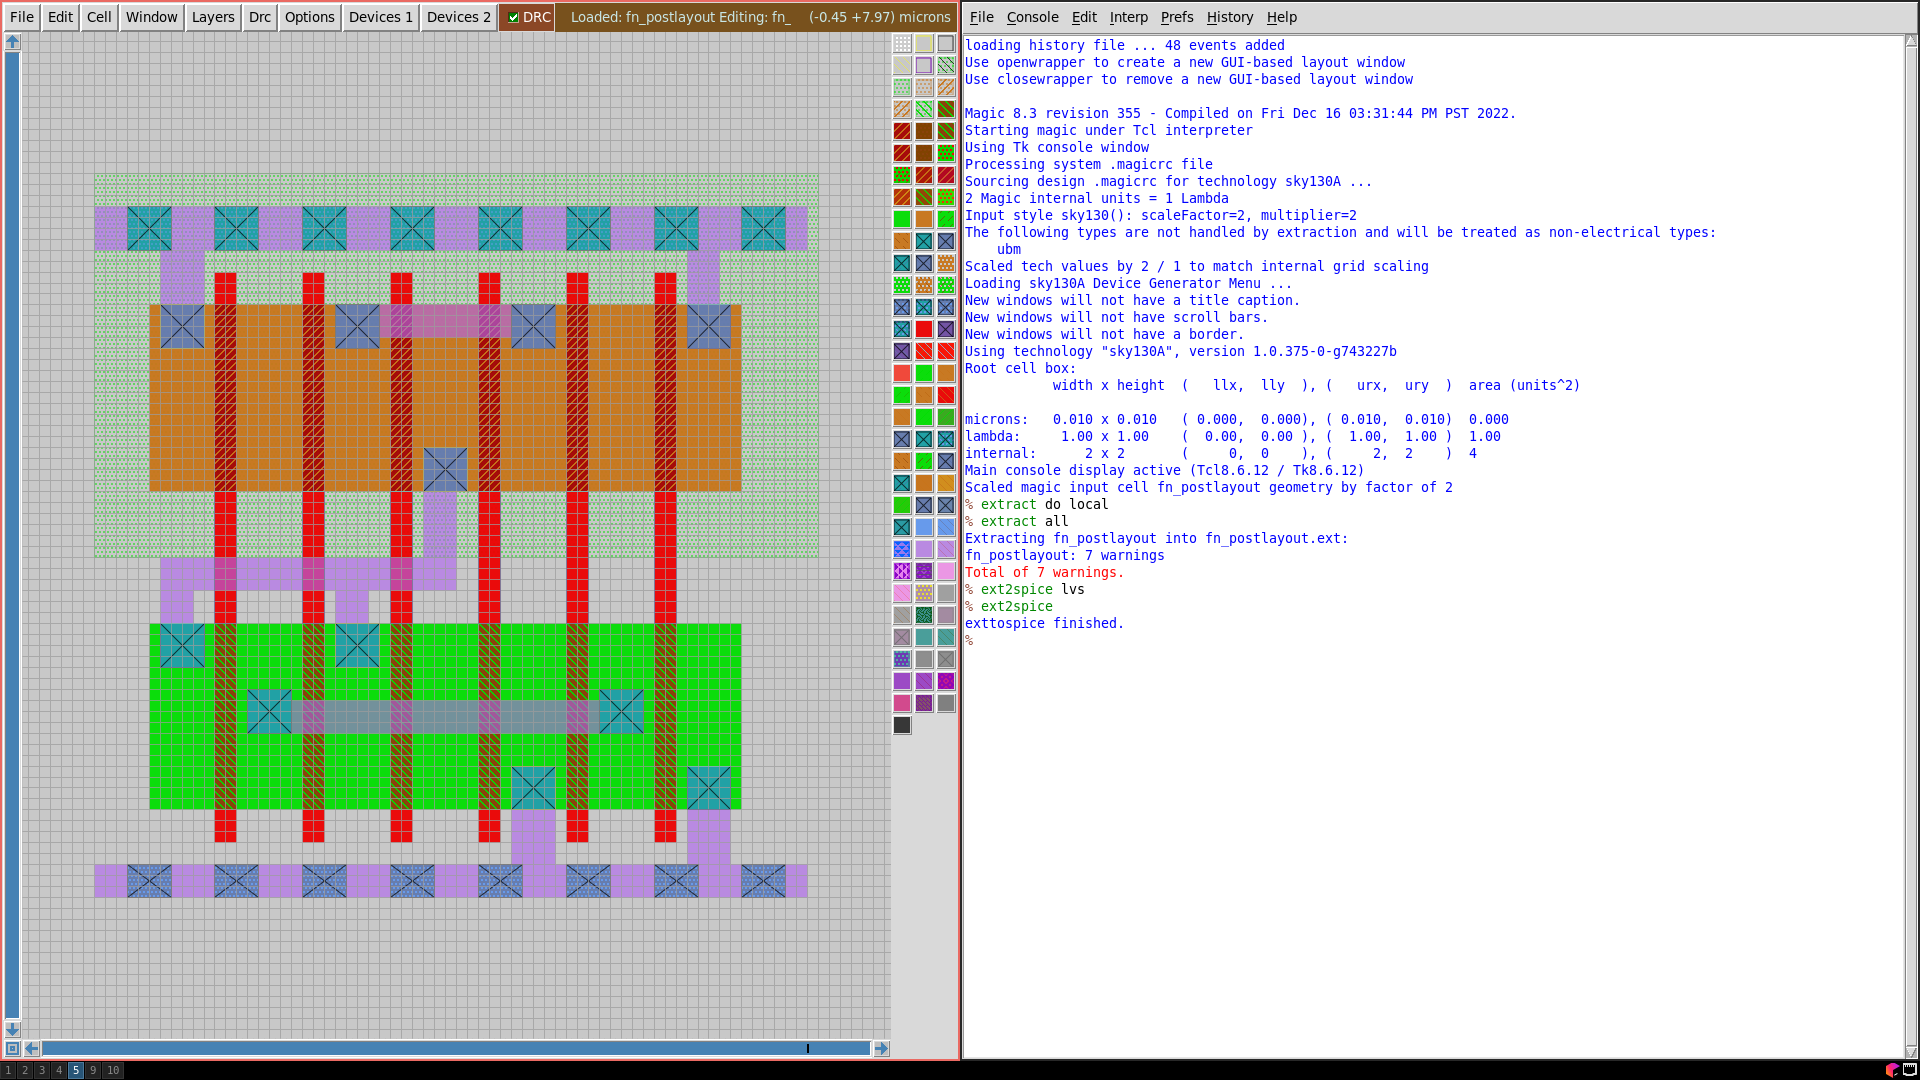 File Edit Cell Window Layers Drc Options Devices 1 Devices 2 DRC Loaded: fn_postlayout Editing: fn_ (-0.45 +7.97) microns
File Console Edit Interp Prefs History Help
loading history file ... 48 events added
Use openwrapper to create a new GUI-based layout window
Use closewrapper to remove a new GUI-based layout window
Magic 8.3 revision 355 - Compiled on Fri Dec 16 03:31:44 PM PST 2022.
Starting magic under Tcl interpreter
Using Tk console window
Processing system .magicrc file
Sourcing design .magicrc for technology sky130A ...
2 Magic internal units = 1 Lambda
Input style sky130(): scaleFactor=2, multiplier=2
The following types are not handled by extraction and will be treated as non-electrical types:
ubm
Scaled tech values by 2 / 1 to match internal grid scaling
Loading sky130A Device Generator Menu ...
New windows will not have a title caption.
New windows will not have scroll bars.
New windows will not have a border.
Using technology "sky130A", version 1.0.375-0-g743227b
Root cell box:
width x height ( llx, lly ), ( urx, ury ) area (units^2)
microns: 0.010 x 0.010 ( 0.000, 0.000), ( 0.010, 0.010) 0.000
lambda: 1.00 x 1.00 ( 0.00, 0.00 ), ( 1.00, 1.00 ) 1.00
internal: 2 x 2 ( 0, 0 ), ( 2, 2 ) 4
Main console display active (Tcl8.6.12 / Tk8.6.12)
Scaled magic input cell fn_postlayout geometry by factor of 2
% extract do local
% extract all
Extracting fn_postlayout into fn_postlayout.ext:
fn_postlayout: 7 warnings
Total of 7 warnings.
% ext2spice lvs
% ext2spice
exttospice finished.
%
1 2 3 4 5 9 10